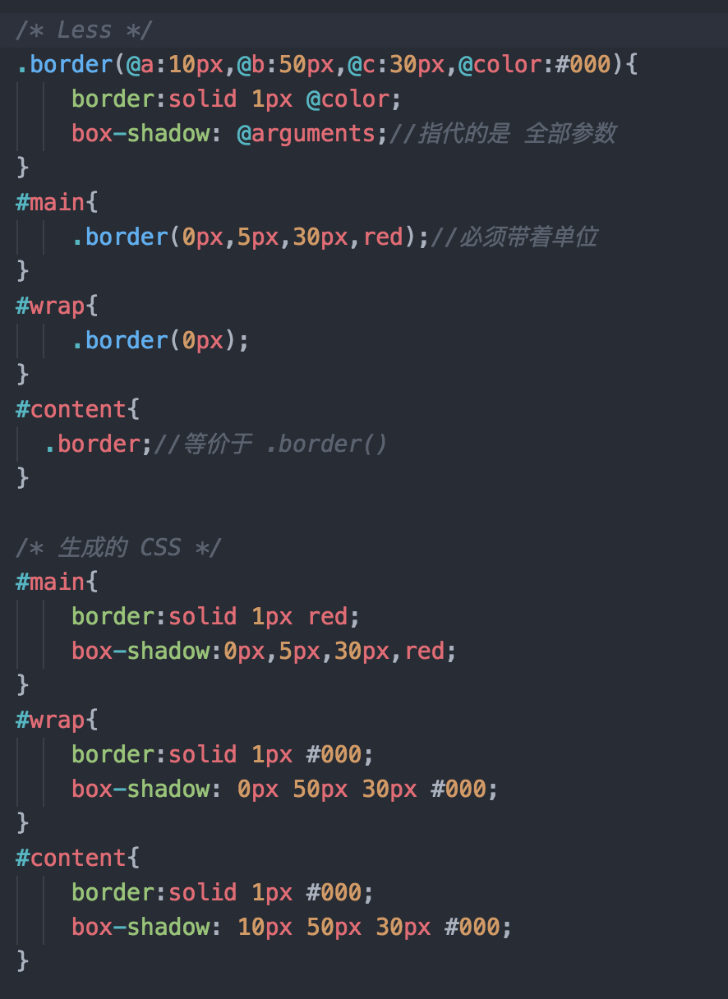 /* Less */
.border(@a:10px,@b:50px,@c:30px,@color:#000){
    border:solid 1px @color;
    box-shadow: @arguments;//指代的是 全部参数
}
#main{
    .border(0px,5px,30px,red);//必须带着单位
}
#wrap{
    .border(0px);
}
#content{
  .border;//等价于 .border()
}

/* 生成的 CSS */
#main{
    border:solid 1px red;
    box-shadow:0px,5px,30px,red;
}
#wrap{
    border:solid 1px #000;
    box-shadow: 0px 50px 30px #000;
}
#content{
    border:solid 1px #000;
    box-shadow: 10px 50px 30px #000;
}